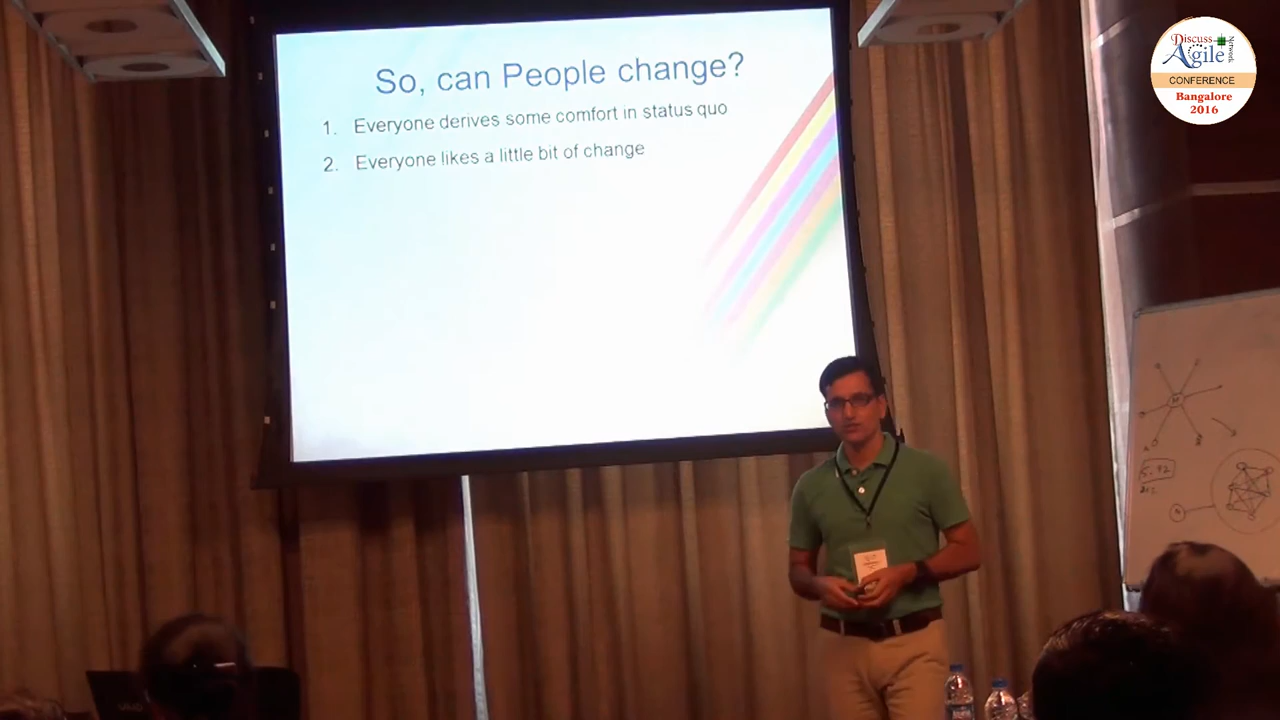 So, can People change?
1. Everyone derives some comfort in status quo
2. Everyone likes a little bit of change
Discuss
Agile
Network
CONFERENCE
Bangalore
2016